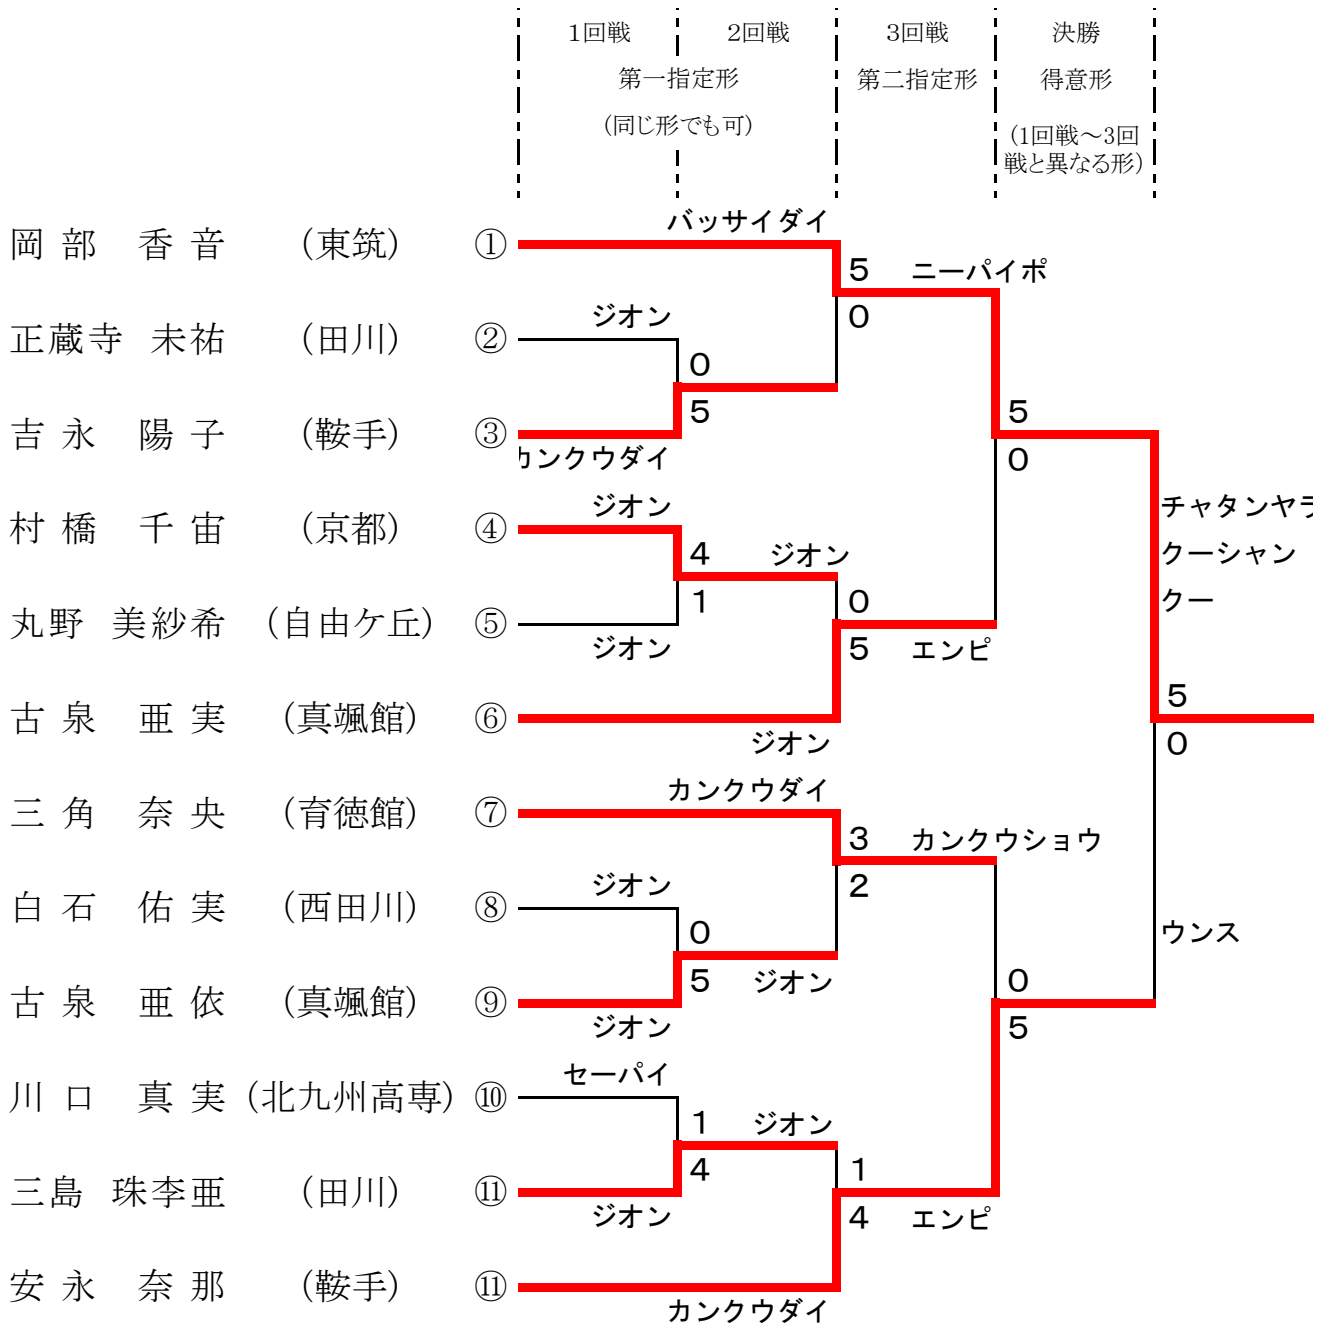 1回戦 2回戦 3回戦 決勝
第一指定形 第二指定形 得意形
(同じ形でも可)
(1回戦～3回
戦と異なる形)
バッサイダイ
岡部 香音 (東筑) ①
5 ニーパイポ
0
ジオン
正蔵寺 未祐 (田川) ②
0
5
5
吉永 陽子 (鞍手) ③
0
カンクウダイ
ジオン
チャタンヤラ
村橋 千宙 (京都) ④
4 ジオン
クーシャン
1
0
クー
丸野 美紗希 (自由ケ丘) ⑤
ジオン
5 エンピ
5
古泉 亜実 (真颯館) ⑥
ジオン
0
カンクウダイ
三角 奈央 (育徳館) ⑦
3 カンクウショウ
2
ジオン
白石 佑実 (西田川) ⑧
0
ウンス
5 ジオン
0
古泉 亜依 (真颯館) ⑨
5
ジオン
セーパイ
川口 真実 (北九州高専) ⑩
1 ジオン
4
1
三島 珠李亜 (田川) ⑪
ジオン
4 エンピ
安永 奈那 (鞍手) ⑪
カンクウダイ